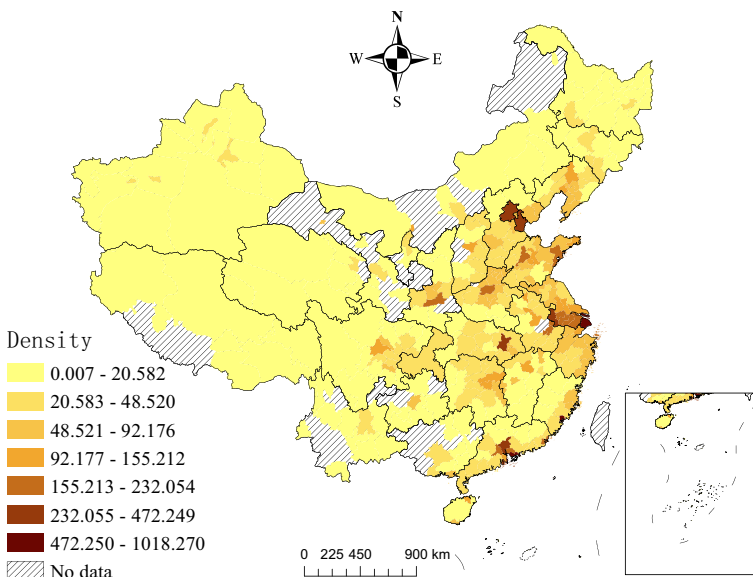 N
W E
S
Density
0.007 - 20.582
20.583 - 48.520
48.521 - 92.176
92.177 - 155.212
155.213 - 232.054
232.055 - 472.249
472.250 - 1018.270
No data
0 225 450 900 km